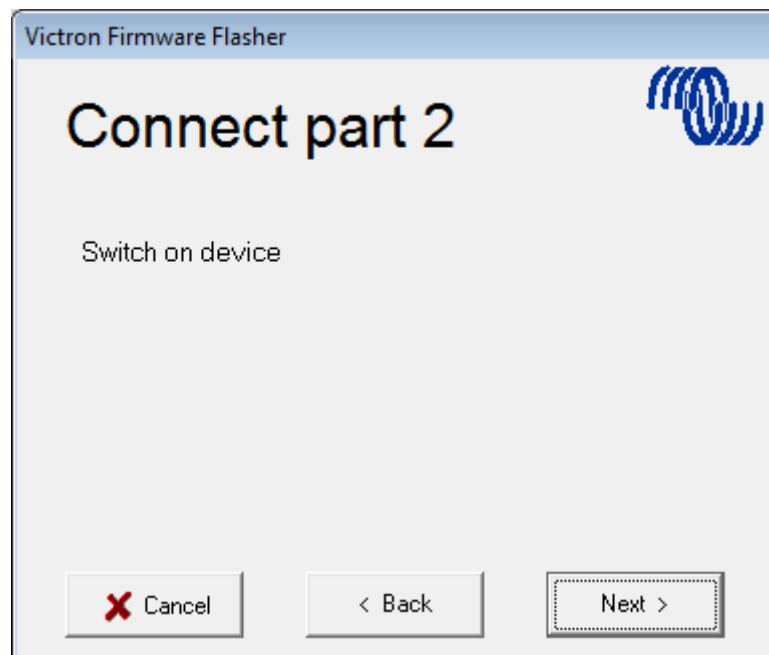 Victron Firmware Flasher
Connect part 2
Switch on device
Cancel
< Back
Next >